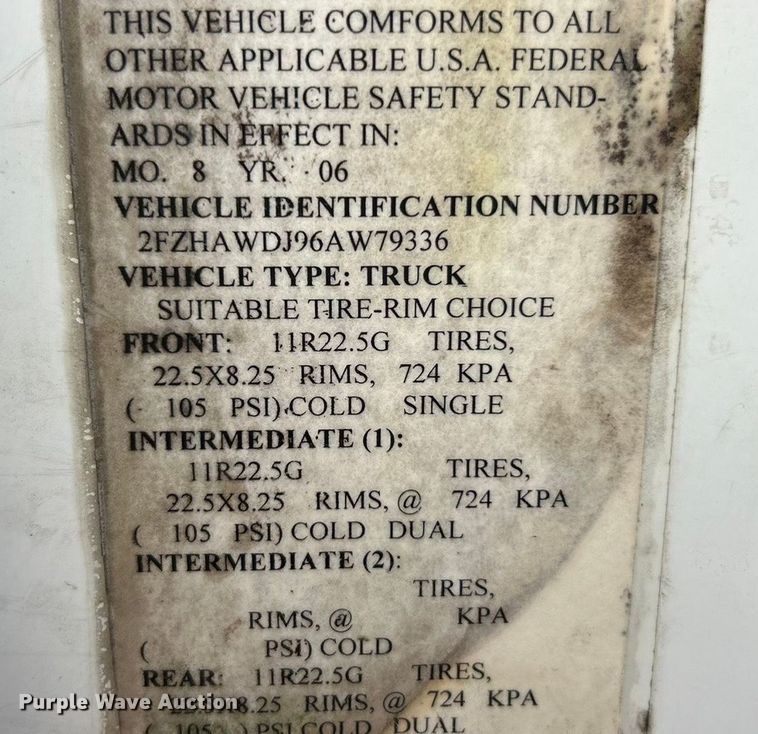 THIS VEHICLE COMFORMS TO ALL
OTHER APPLICABLE U.S.A. FEDERAL
MOTOR VEHICLE SAFETY STAND-
ARDS IN EFFECT IN:
MO. 8 YR. 06
VEHICLE IDENTIFICATION NUMBER
2FZHAWDJ96AW79336
VEHICLE TYPE: TRUCK
SUITABLE TIRE-RIM CHOICE
FRONT: 11R22.5G TIRES,
22.5X8.25 RIMS, 724 KPA
( 105 PSI) COLD SINGLE
INTERMEDIATE (1):
11R22.5G TIRES,
22.5X8.25 RIMS, @ 724 KPA
( 105 PSI) COLD DUAL
INTERMEDIATE (2):
TIRES,
RIMS, @ KPA
( PSI) COLD
REAR: 11R22.5G TIRES,
Purple Wave Auction
8.25 RIMS, @ 724 KPA
( 105 ) PSI COLD DUAL